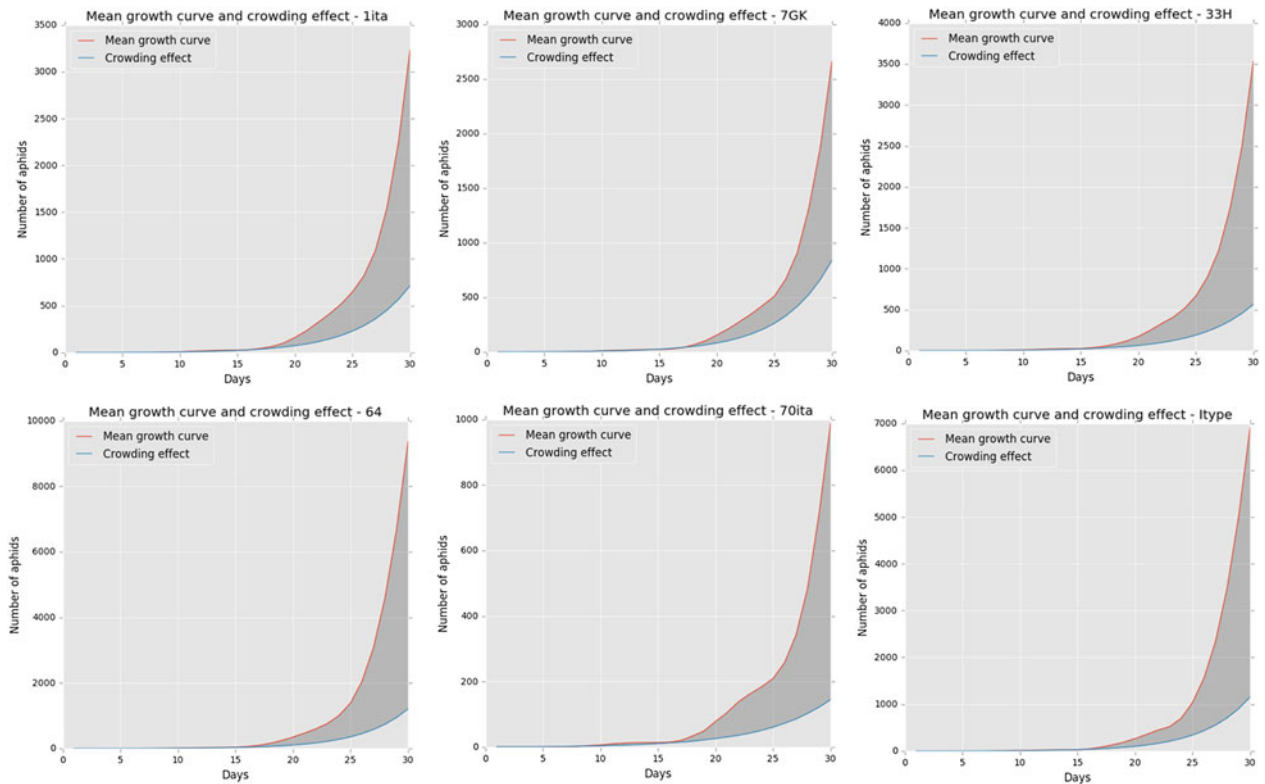 Mean growth curve and crowding effect - 1ita
3500
3000
2500
2000
1500
1000
500
0
Number of aphids
Mean growth curve
Crowding effect
0 5 10 15 20 25 30
Days
Mean growth curve and crowding effect - 7GK
3000
2500
2000
1500
1000
500
0
Number of aphids
Mean growth curve
Crowding effect
0 5 10 15 20 25 30
Days
Mean growth curve and crowding effect - 33H
4000
3500
3000
2500
2000
1500
1000
500
0
Number of aphids
Mean growth curve
Crowding effect
0 5 10 15 20 25 30
Days
Mean growth curve and crowding effect - 64
10000
8000
6000
4000
2000
0
Number of aphids
Mean growth curve
Crowding effect
0 5 10 15 20 25 30
Days
Mean growth curve and crowding effect - 70ita
1000
800
600
400
200
0
Number of aphids
Mean growth curve
Crowding effect
0 5 10 15 20 25 30
Days
Mean growth curve and crowding effect - Itype
7000
6000
5000
4000
3000
2000
1000
0
Number of aphids
Mean growth curve
Crowding effect
0 5 10 15 20 25 30
Days